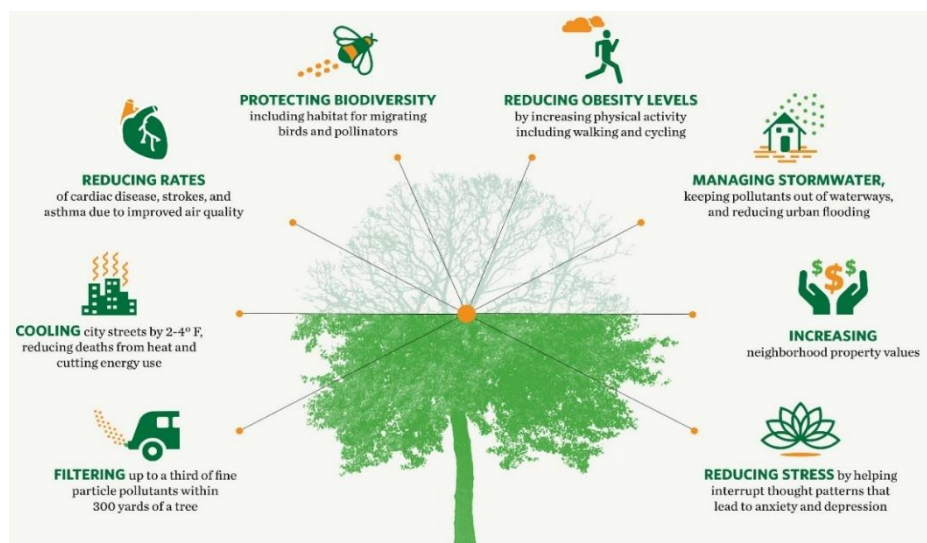 PROTECTING BIODIVERSITY
including habitat for migrating
birds and pollinators
REDUCING OBESITY LEVELS
by increasing physical activity
including walking and cycling
REDUCING RATES
of cardiac disease, strokes, and
asthma due to improved air quality
MANAGING STORMWATER,
keeping pollutants out of waterways,
and reducing urban flooding
COOLING city streets by 2-4º F,
reducing deaths from heat and
cutting energy use
$ $ $
INCREASING
neighborhood property values
FILTERING up to a third of fine
particle pollutants within
300 yards of a tree
REDUCING STRESS by helping
interrupt thought patterns that
lead to anxiety and depression